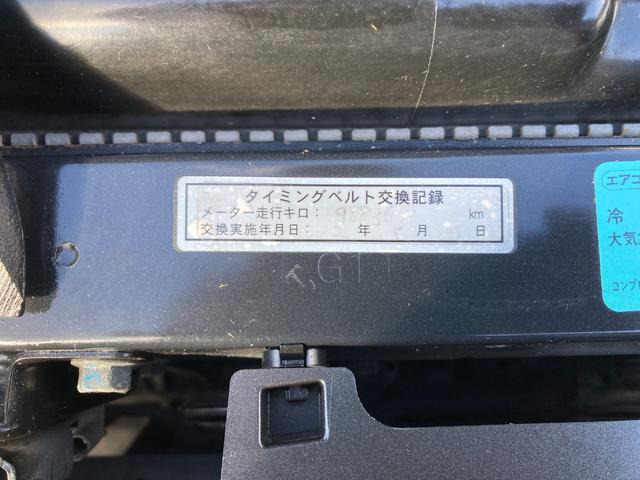 タイミングベルト交換記録
メーター走行キロ： km
交換実施年月日： 年 月 日
G11
エアコ
冷
大気
コンプ